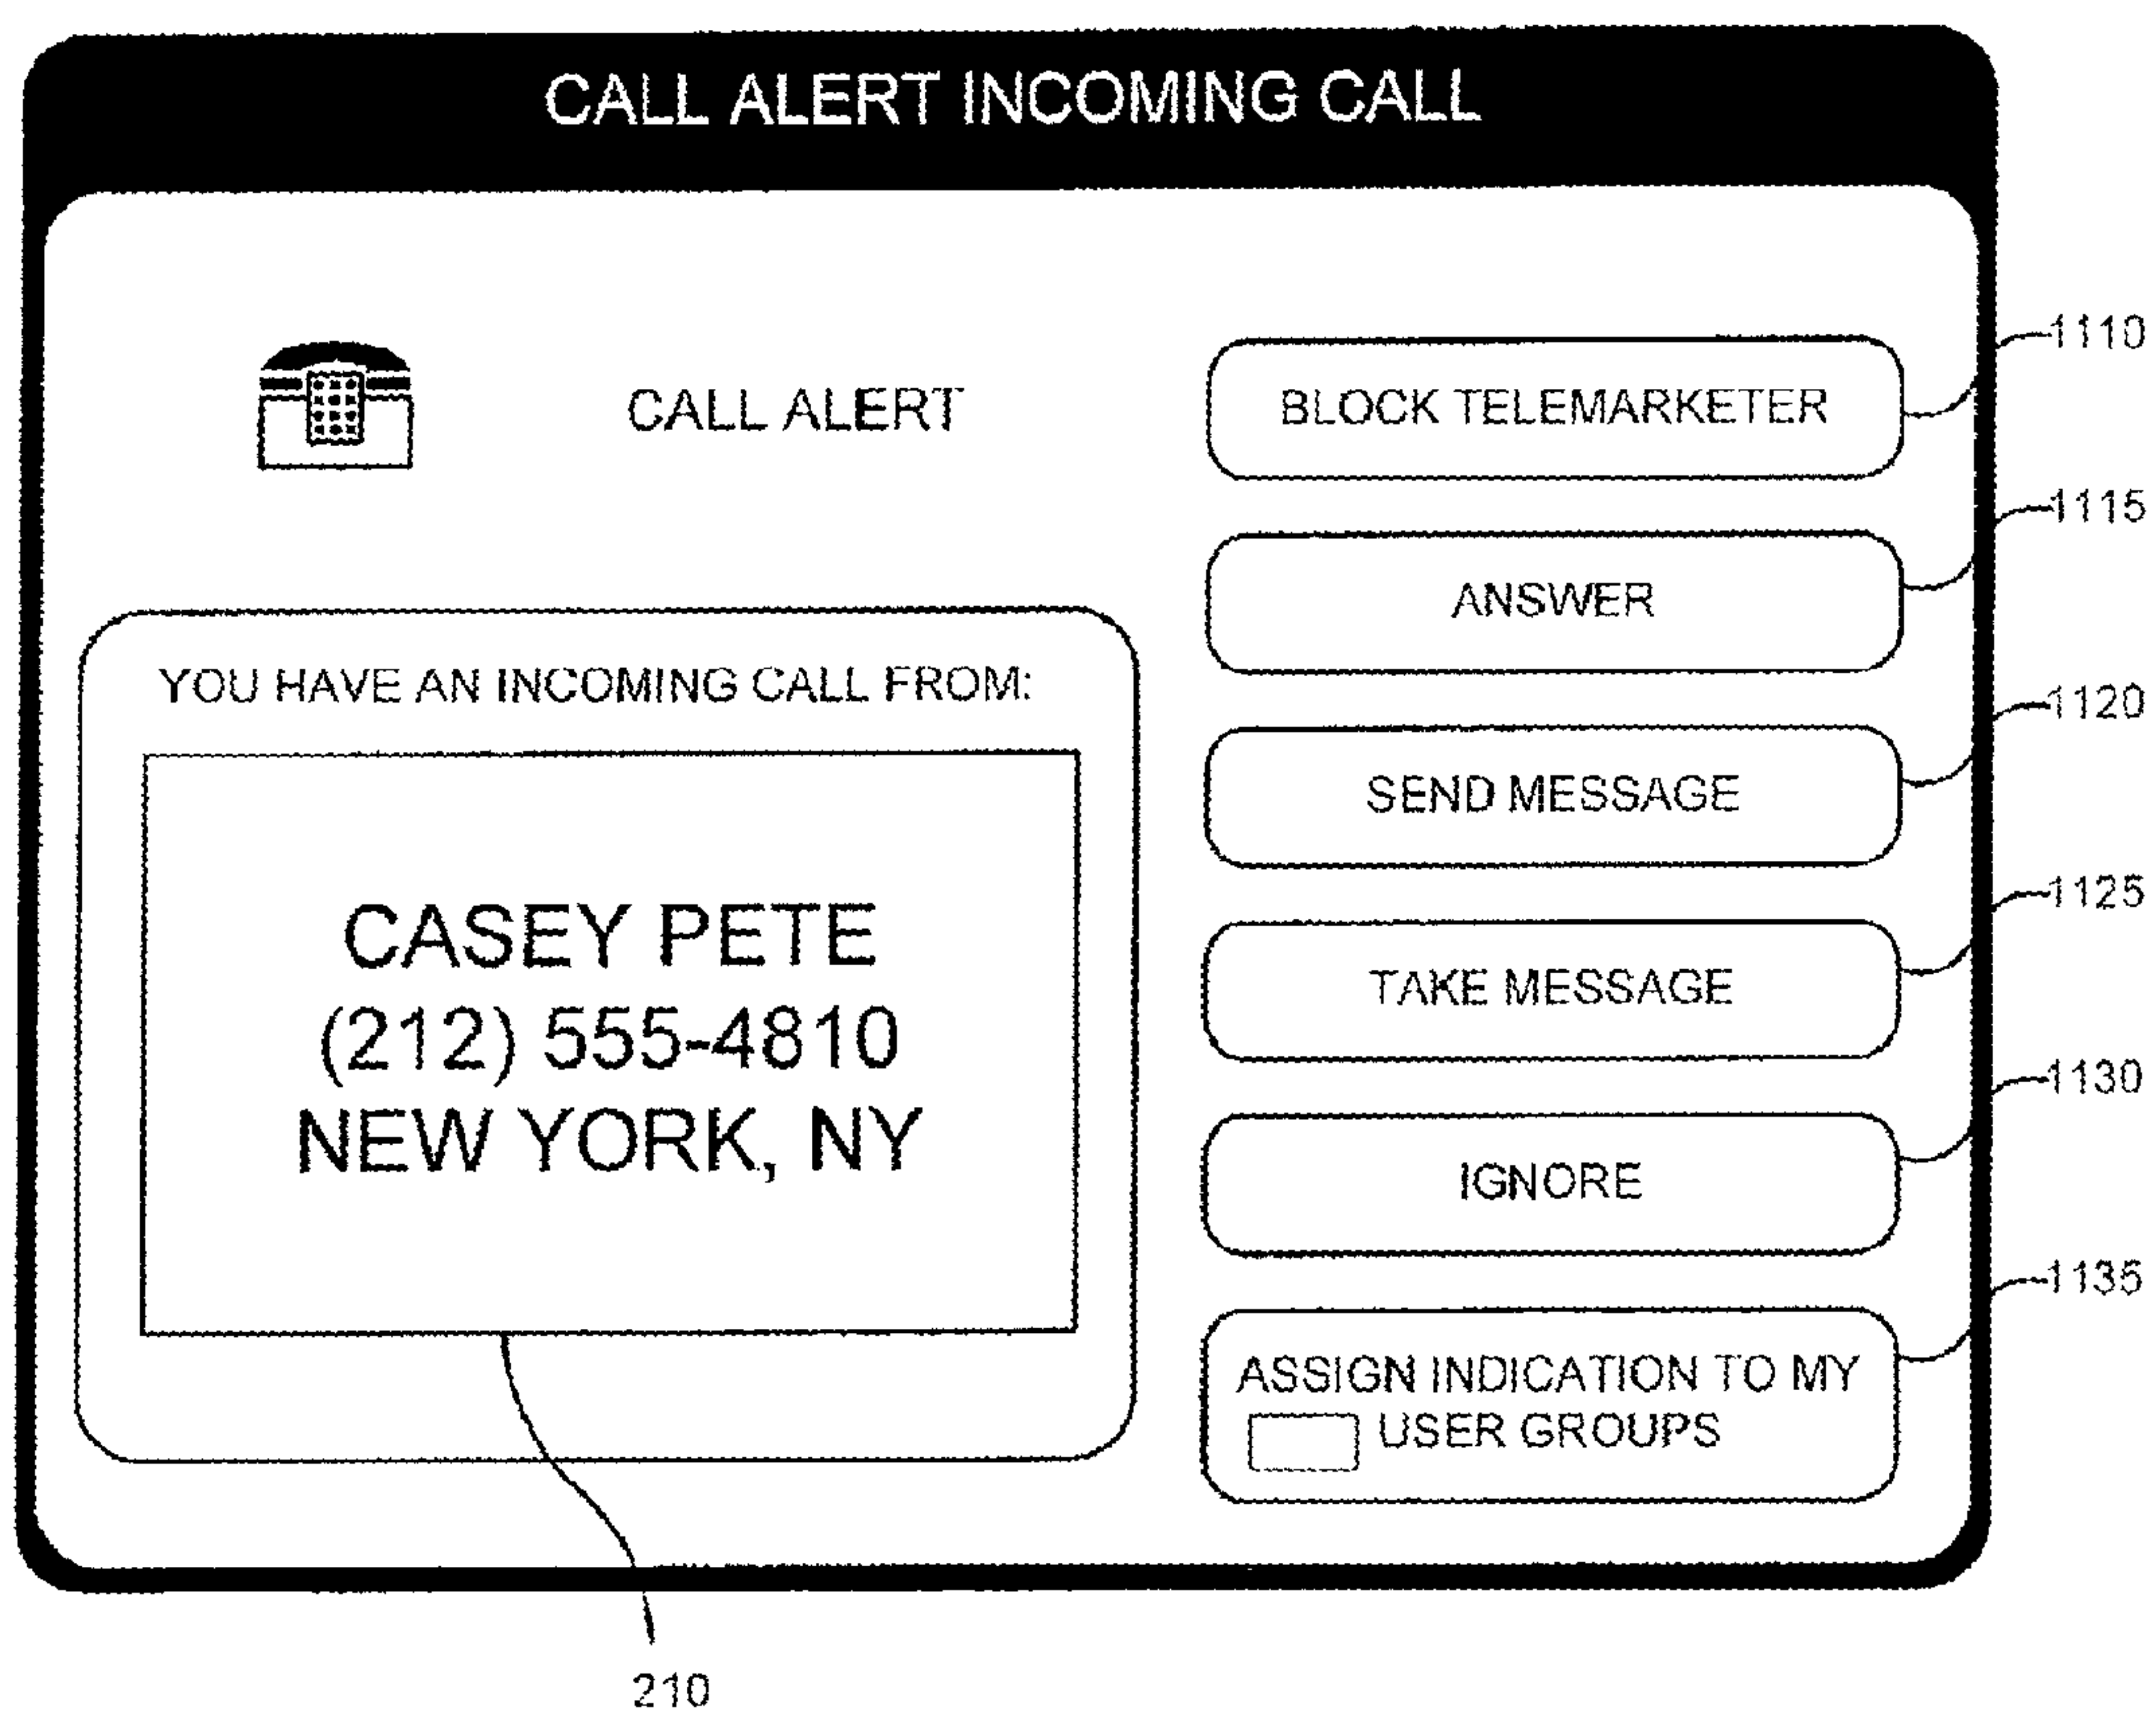 CALL ALERT INCOMING CALL
CALL ALERT
YOU HAVE AN INCOMING CALL FROM:
CASEY PETE
(212) 555-4810
NEW YORK, NY
210
BLOCK TELEMARKETER
1110
ANSWER
1115
SEND MESSAGE
1120
TAKE MESSAGE
1125
IGNORE
1130
ASSIGN INDICATION TO MY
USER GROUPS
1135